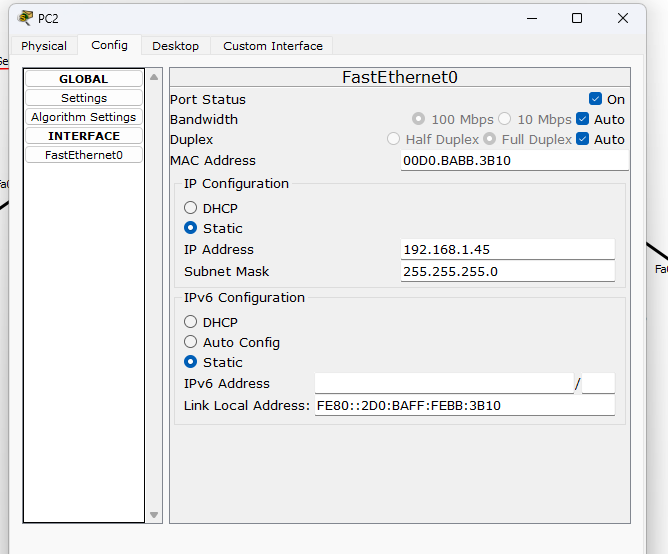 PC2
Physical Config Desktop Custom Interface
GLOBAL
Settings
Algorithm Settings
INTERFACE
FastEthernet0
FastEthernet0
Port Status On
Bandwidth 100 Mbps 10 Mbps Auto
Duplex Half Duplex Full Duplex Auto
MAC Address 00D0.BABB.3B10
IP Configuration
DHCP
Static
IP Address 192.168.1.45
Subnet Mask 255.255.255.0
IPv6 Configuration
DHCP
Auto Config
Static
IPv6 Address /
Link Local Address: FE80::2D0:BAFF:FEBB:3B10